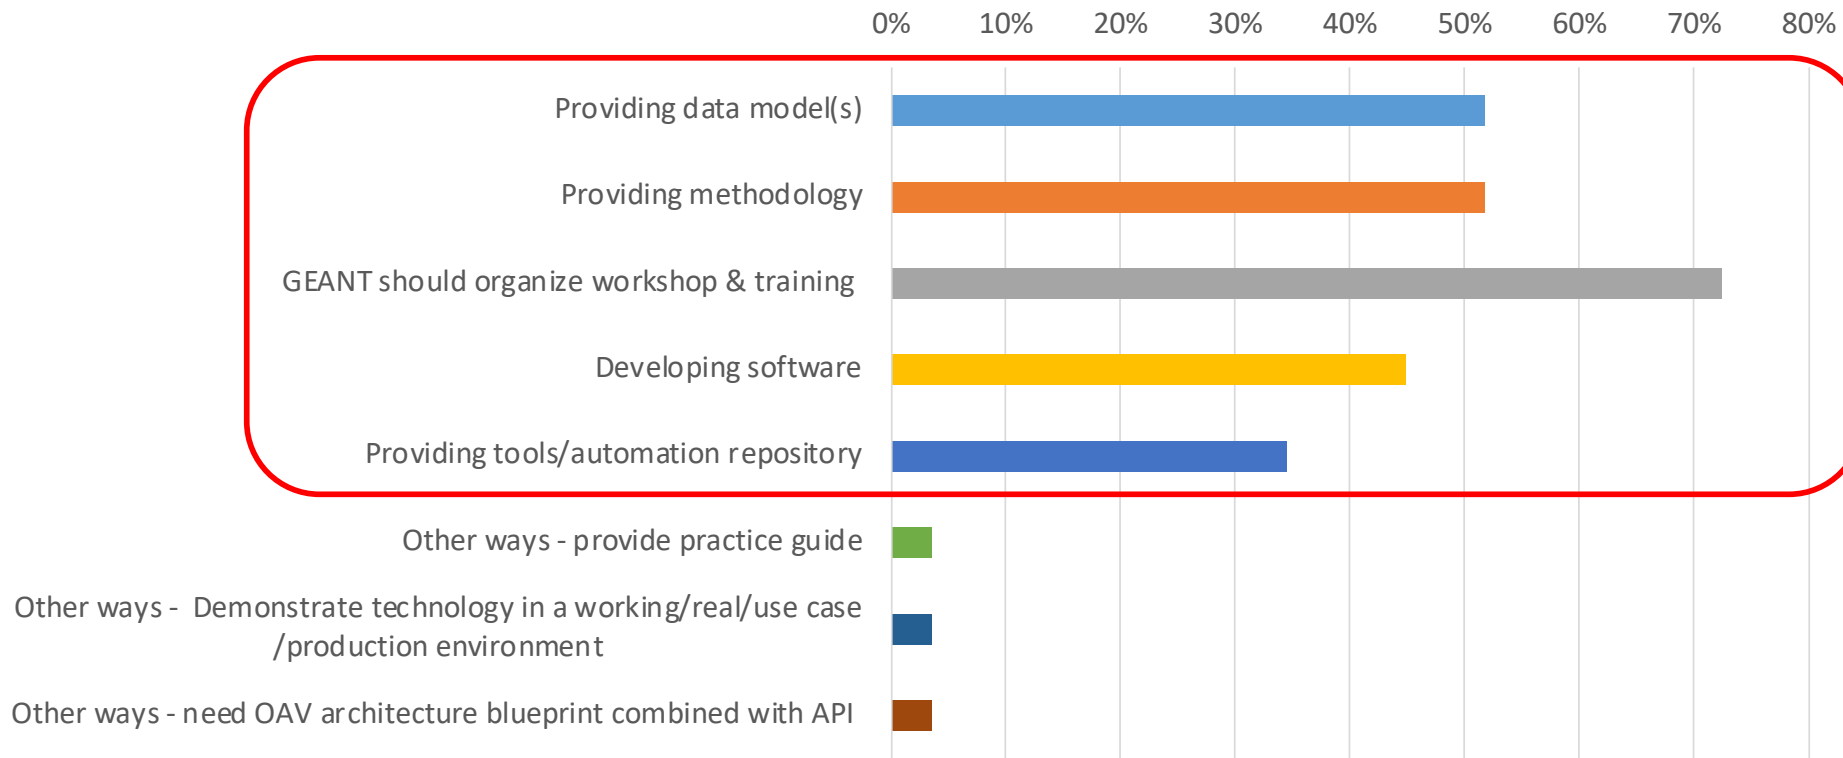 0% 10% 20% 30% 40% 50% 60% 70% 80%
Providing data model(s)
Providing methodology
GEANT should organize workshop & training
Developing software
Providing tools/automation repository
Other ways - provide practice guide
Other ways - Demonstrate technology in a working/real/use case
/production environment
Other ways - need OAV architecture blueprint combined with API